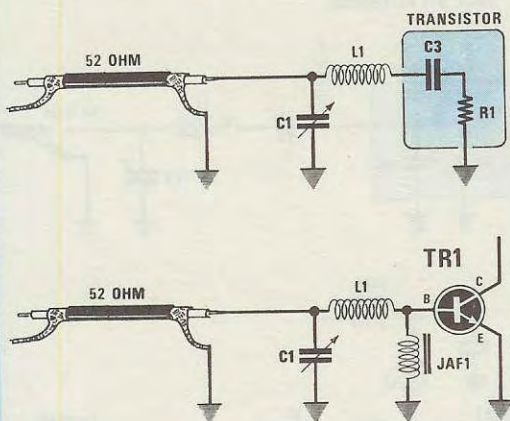 TRANSISTOR
52 OHM
L1
C3
C1
R1
TR1
52 OHM
L1
C
B
C1
E
JAF1